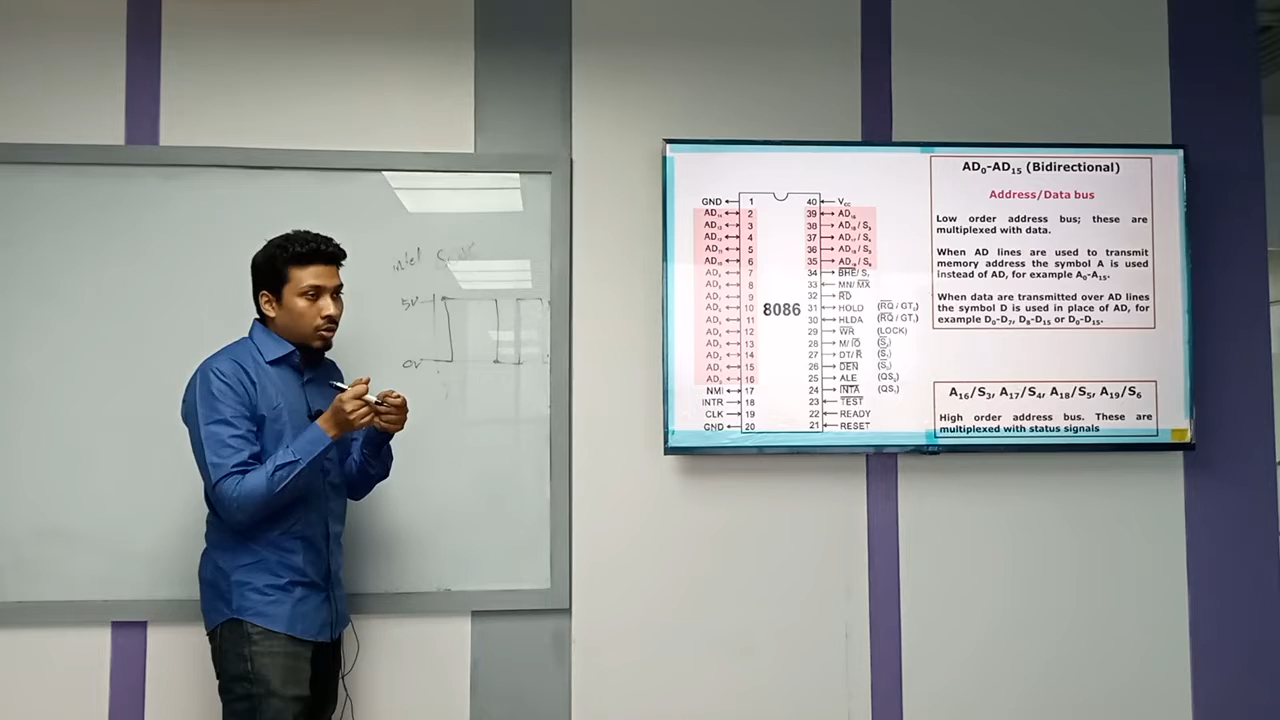 5V
0V
GND 1
AD14 2
AD13 3
AD12 4
AD11 5
AD10 6
AD9 7
AD8 8
AD7 9
AD6 10
AD5 11
AD4 12
AD3 13
AD2 14
AD1 15
AD0 16
NMI 17
INTR 18
CLK 19
GND 20
8086
40 VCC
39 AD15
38 AD16/S3
37 AD17/S4
36 AD18/S5
35 AD19/S6
34 BHE/S7
33 MN/MX
32 RD
31 HOLD (RQ/GT0)
30 HLDA (RQ/GT1)
29 WR (LOCK)
28 M/IO (S2)
27 DT/R (S1)
26 DEN (S0)
25 ALE (QS0)
24 INTA (QS1)
23 TEST
22 READY
21 RESET
AD0-AD15 (Bidirectional)
Address/Data bus
Low order address bus; these are
multiplexed with data.
When AD lines are used to transmit
memory address the symbol A is used
instead of AD, for example A0-A15.
When data are transmitted over AD lines
the symbol D is used in place of AD, for
example D0-D7, D8-D15 or D0-D15.
A16/S3, A17/S4, A18/S5, A19/S6
High order address bus. These are
multiplexed with status signals